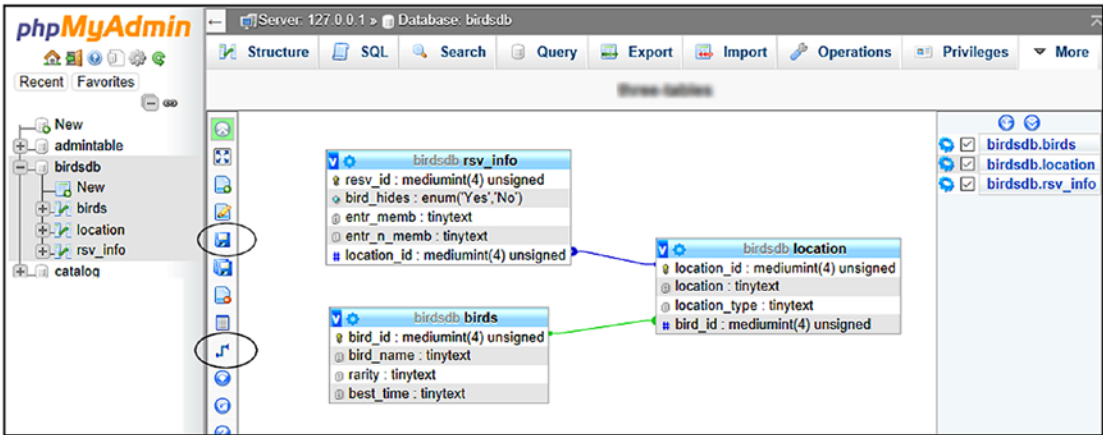 phpMyAdmin
Recent Favorites
New
admintable
birdsdb
New
birds
location
rsv_info
catalog
Server: 127.0.0.1 » Database: birdsdb
Structure SQL Search Query Export Import Operations Privileges More
three-tables
birdsdb rsv_info
resv_id : mediumint(4) unsigned
bird_hides : enum('Yes','No')
entr_memb : tinytext
entr_n_memb : tinytext
location_id : mediumint(4) unsigned
birdsdb location
location_id : mediumint(4) unsigned
location : tinytext
location_type : tinytext
bird_id : mediumint(4) unsigned
birdsdb birds
bird_id : mediumint(4) unsigned
bird_name : tinytext
rarity : tinytext
best_time : tinytext
birdsdb.birds
birdsdb.location
birdsdb.rsv_info